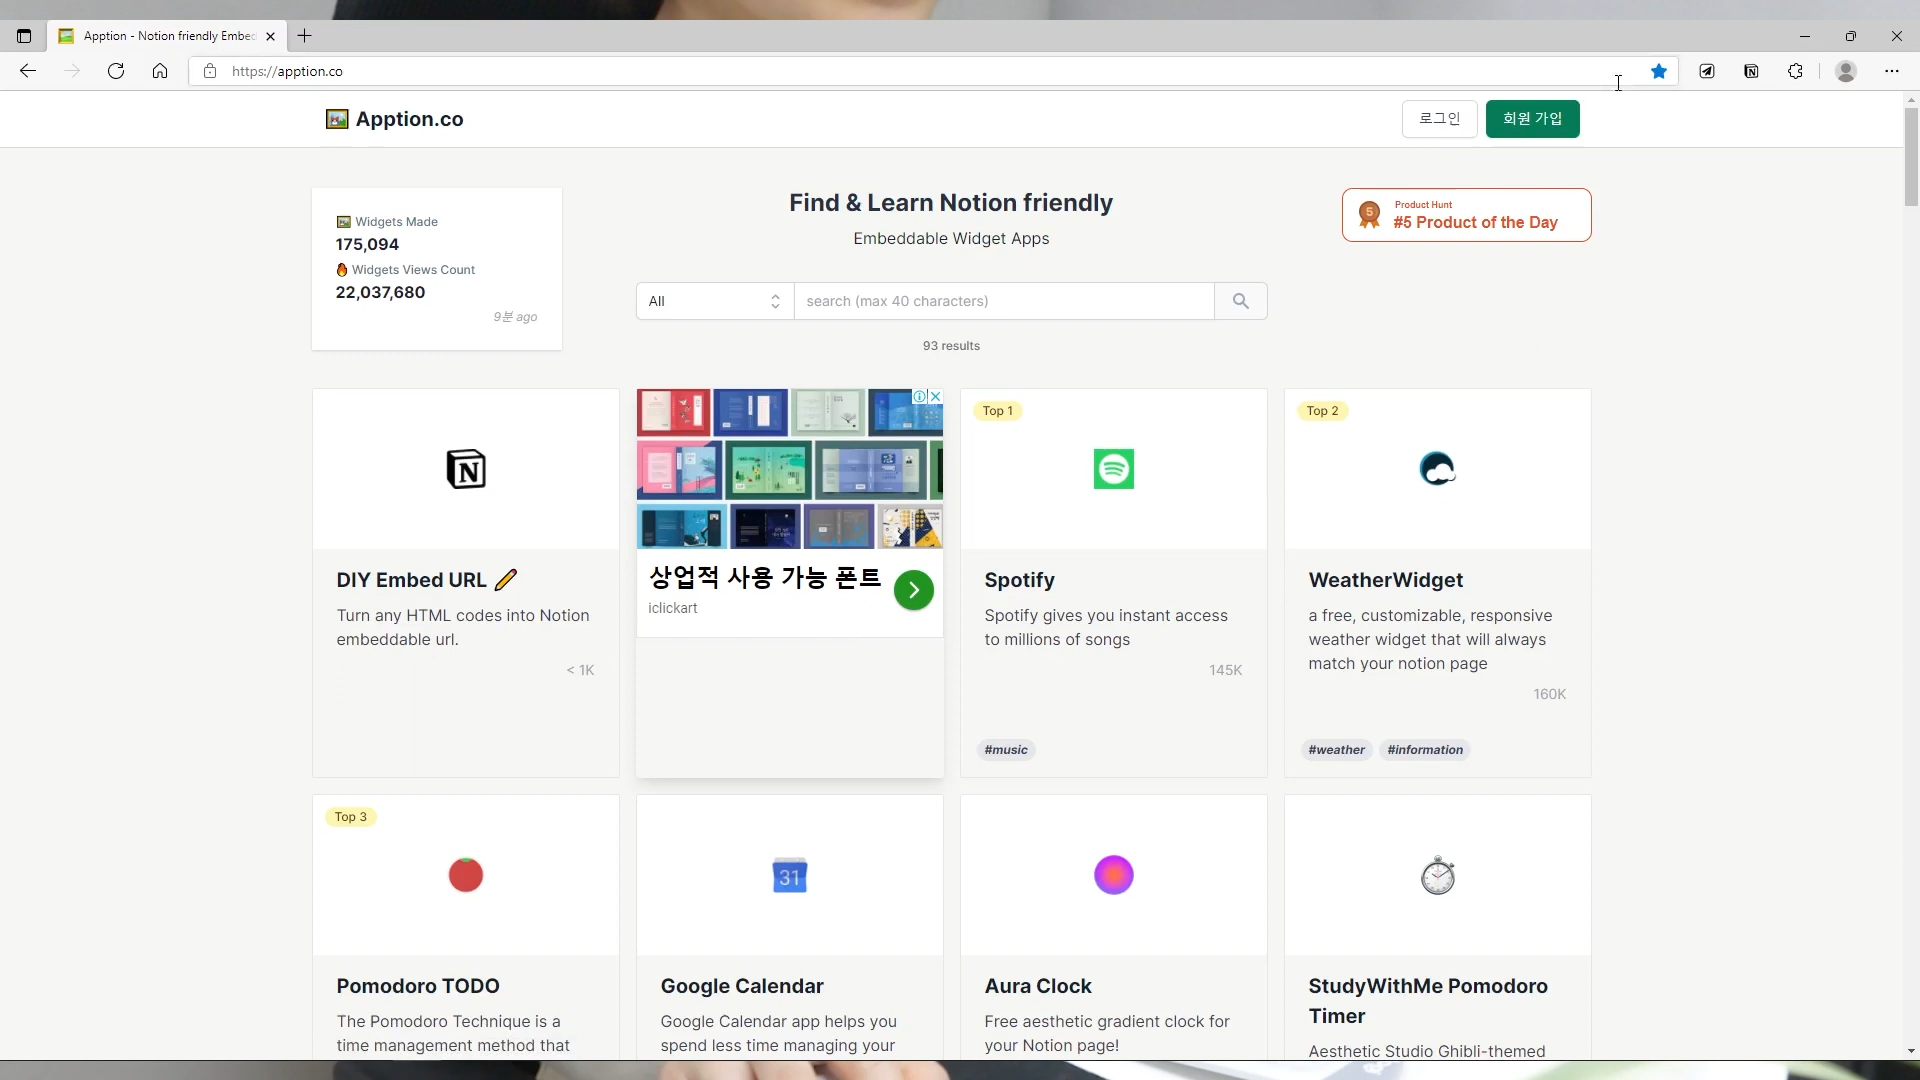 Apption - Notion friendly Embe
https://apption.co
Apption.co
로그인
회원 가입
Widgets Made
175,094
Widgets Views Count
22,037,680
9분 ago
Find & Learn Notion friendly
Embeddable Widget Apps
5
Product Hunt
#5 Product of the Day
All
search (max 40 characters)
93 results
N
DIY Embed URL
Turn any HTML codes into Notion
embeddable url.
< 1K
상업적 사용 가능 폰트
iclickart
Top 1
Spotify
Spotify gives you instant access
to millions of songs
145K
#music
Top 2
WeatherWidget
a free, customizable, responsive
weather widget that will always
match your notion page
160K
#weather
#information
Top 3
Pomodoro TODO
The Pomodoro Technique is a
time management method that
31
Google Calendar
Google Calendar app helps you
spend less time managing your
Aura Clock
Free aesthetic gradient clock for
your Notion page!
StudyWithMe Pomodoro
Timer
Aesthetic Studio Ghibli-themed